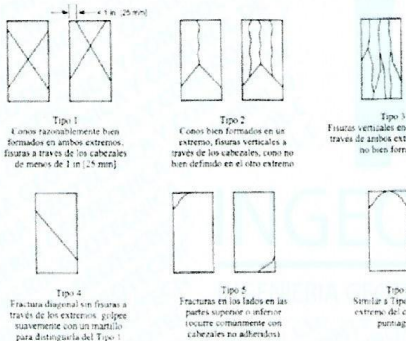 < 1 in [25 mm]
Tipo 1
Conos razonablemente bien
formados en ambos extremos,
fisuras a través de los cabezales
de menos de 1 in [25 mm]
Tipo 2
Conos bien formados en un
extremo, fisuras verticales a
través de los cabezales, cono no
bien definido en el otro extremo
Tipo 3
Fisuras verticales en
través de ambos ext
no bien form
Tipo 4
Fractura diagonal sin fisuras a
través de los extremos, golpee
suavemente con un martillo
para distinguirla del Tipo 1
Tipo 5
Fracturas en los lados en las
partes superior o inferior
(ocurre comúnmente con
cabezales no adheridos)
Tipo
Similar a Tipo
extremo del c
puntiag
INGEO